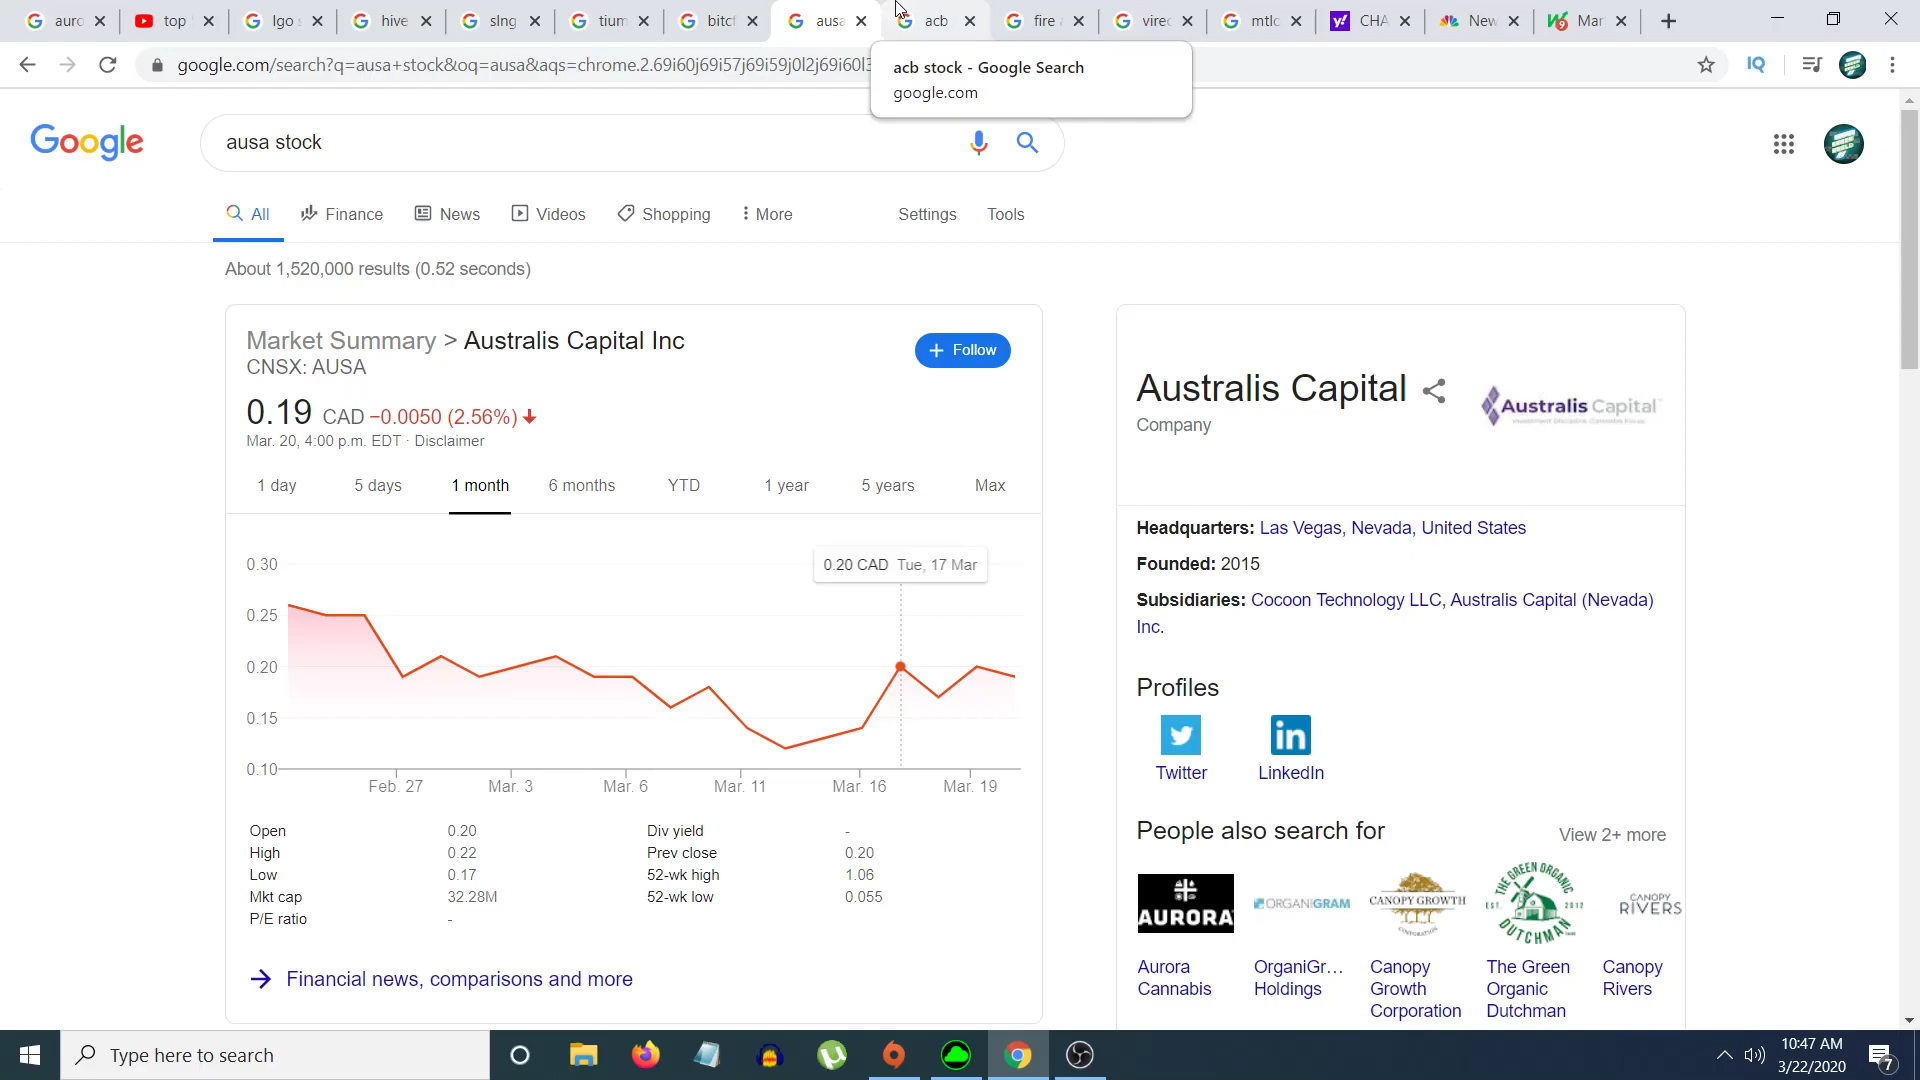 auro
top
lgo s
hive
slng
tium
bitcl
ausa
acb
fire a
virec
mtlc
CHA
New
Mar
google.com/search?q=ausa+stock&oq=ausa&aqs=chrome.2.69i60j69i57j69i59j0l2j69i60l3
IQ
acb stock - Google Search
google.com
Google
ausa stock
All
Finance
News
Videos
Shopping
More
Settings
Tools
About 1,520,000 results (0.52 seconds)
Market Summary > Australis Capital Inc
CNSX: AUSA
Follow
0.19 CAD −0.0050 (2.56%)
Mar. 20, 4:00 p.m. EDT · Disclaimer
1 day
5 days
1 month
6 months
YTD
1 year
5 years
Max
0.20 CAD Tue, 17 Mar
0.30
0.25
0.20
0.15
0.10
Feb. 27
Mar. 3
Mar. 6
Mar. 11
Mar. 16
Mar. 19
Open 0.20 Div yield -
High 0.22 Prev close 0.20
Low 0.17 52-wk high 1.06
Mkt cap 32.28M 52-wk low 0.055
P/E ratio -
Financial news, comparisons and more
Australis Capital
Company
Australis Capital
Headquarters: Las Vegas, Nevada, United States
Founded: 2015
Subsidiaries: Cocoon Technology LLC, Australis Capital (Nevada)
Inc.
Profiles
Twitter
LinkedIn
People also search for
View 2+ more
AURORA
ORGANIGRAM
CANOPY GROWTH
THE GREEN ORGANIC
EST. 2012
DUTCHMAN
CANOPY
RIVERS
Aurora
Cannabis
OrganiGr...
Holdings
Canopy
Growth
Corporation
The Green
Organic
Dutchman
Canopy
Rivers
Type here to search
10:47 AM
3/22/2020
7